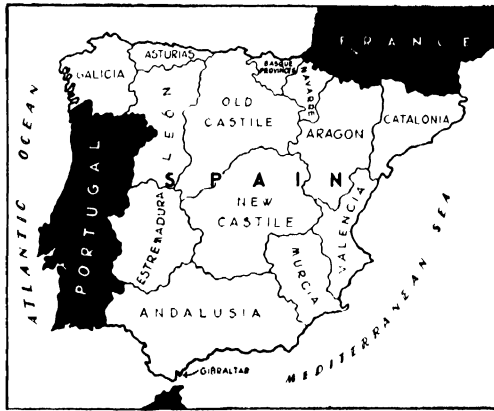 FRANCE
ASTURIAS
GALICIA
BASQUE
PROVINCES
NAVARRE
LEÓN
OLD
CASTILE
ARAGON
CATALONIA
ATLANTIC OCEAN
PORTUGAL
SPAIN
NEW
CASTILE
ESTREMADURA
VALENCIA
MURCIA
ANDALUSIA
MEDITERRANEAN SEA
GIBRALTAR